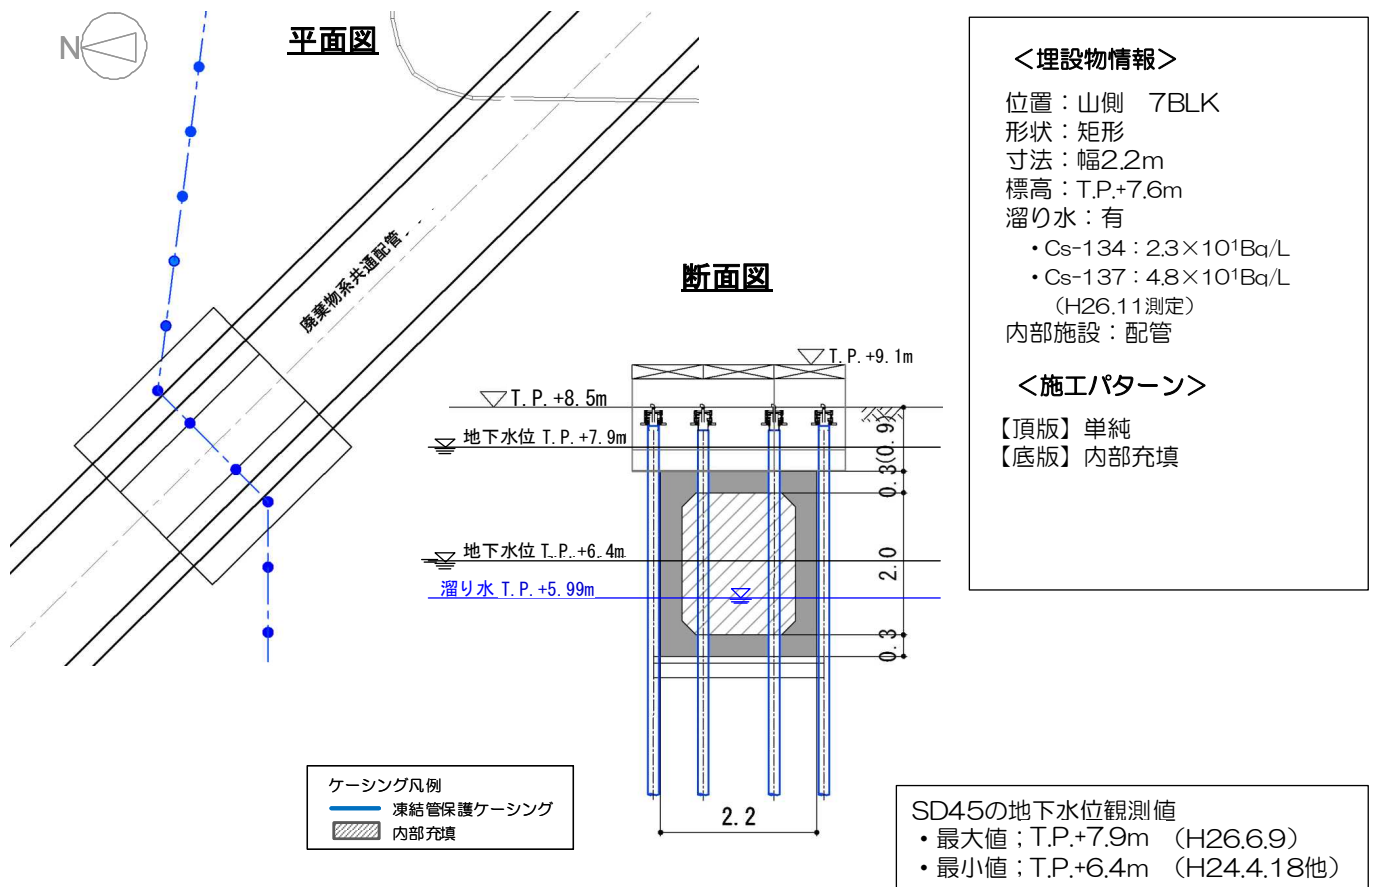 N
平面図
廃棄物系共通配管
断面図
T.P.+9.1m
T.P.+8.5m
地下水位 T.P.+7.9m
地下水位 T.P.+6.4m
溜り水 T.P.+5.99m
(0.9)
0.3
2.0
0.3
2.2
ケーシング凡例
凍結管保護ケーシング
内部充填
＜埋設物情報＞
位置：山側　7BLK
形状：矩形
寸法：幅2.2m
標高：T.P.+7.6m
溜り水：有
・Cs-134：2.3×10¹Bq/L
・Cs-137：4.8×10¹Bq/L
（H26.11測定）
内部施設：配管
＜施工パターン＞
【頂版】単純
【底版】内部充填
SD45の地下水位観測値
・最大値；T.P.+7.9m　（H26.6.9）
・最小値；T.P.+6.4m　（H24.4.18他）